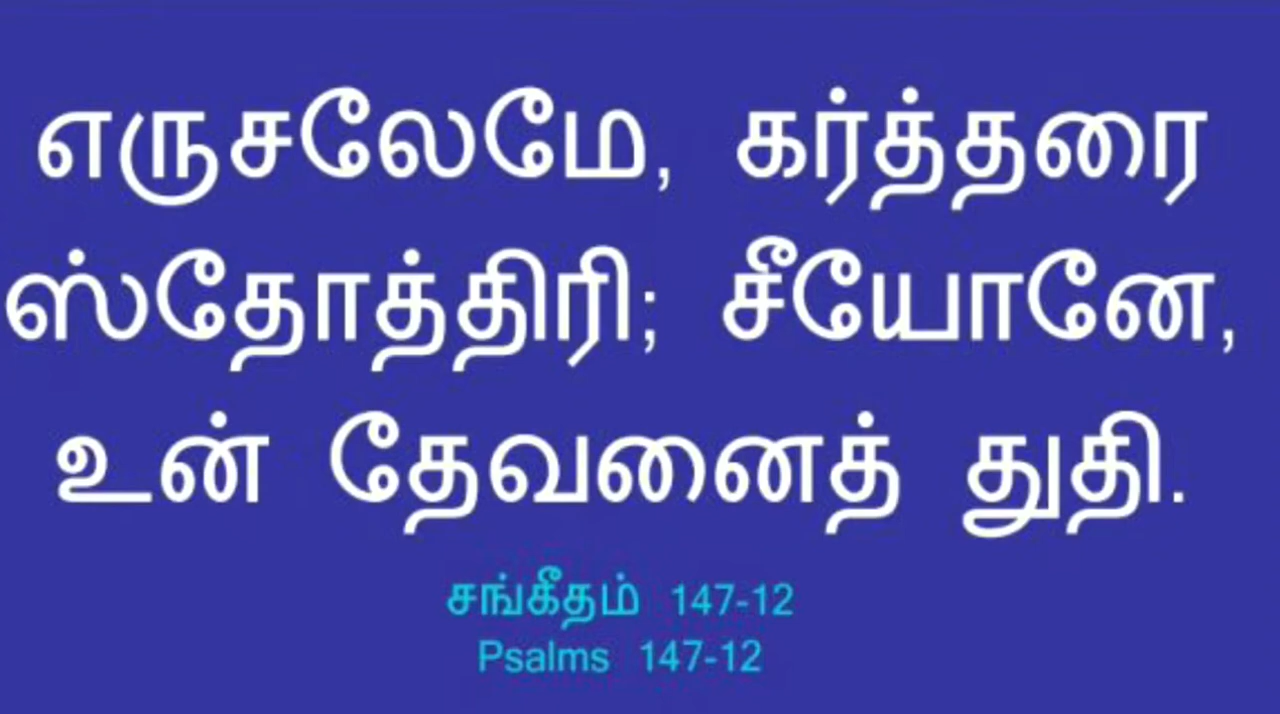 எருசலேமே, கர்த்தரை
ஸ்தோத்திரி; சீயோனே,
உன் தேவனைத் துதி.
சங்கீதம் 147-12
Psalms 147-12